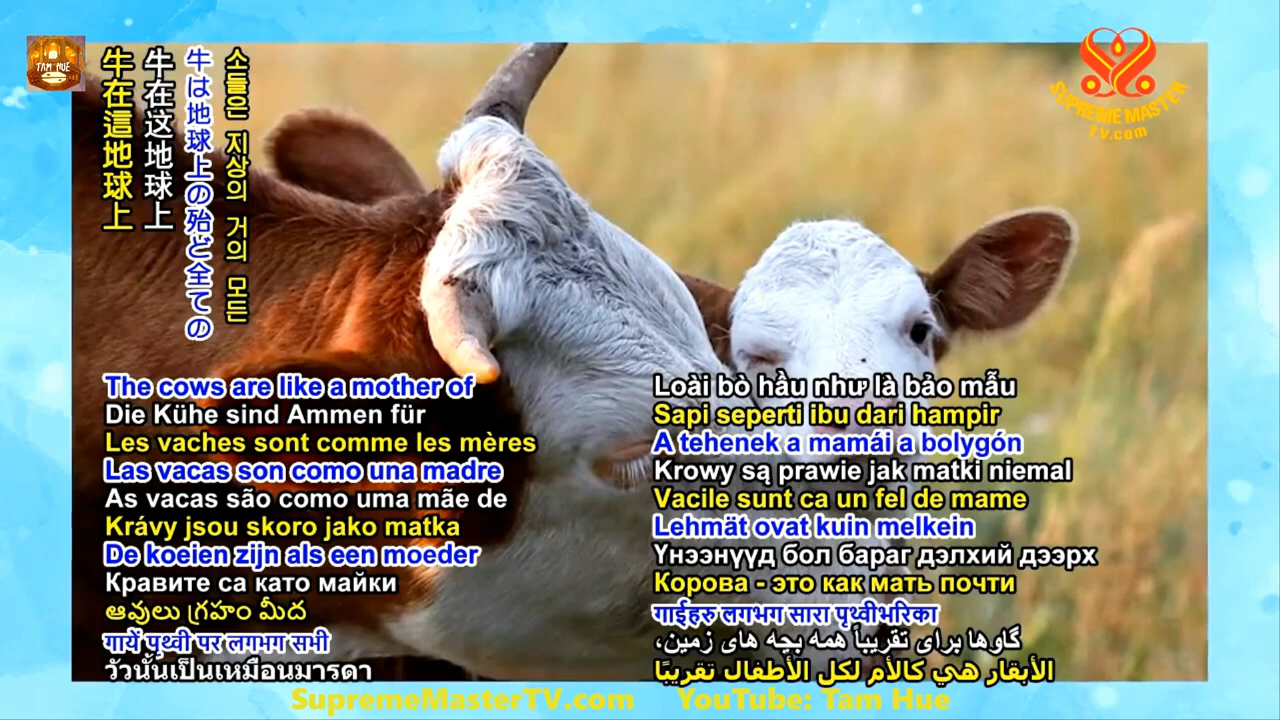 TAM HUE
SUPREME MASTER
TV.com
牛在這地球上
牛在这地球上
牛は地球上の殆ど全ての
소들은 지상의 거의 모든
The cows are like a mother of
Die Kühe sind Ammen für
Les vaches sont comme les mères
Las vacas son como una madre
As vacas são como uma mãe de
Krávy jsou skoro jako matka
De koeien zijn als een moeder
Кравите са като майки
ఆవులు గ్రహం మీద
गायें पृथ्वी पर लगभग सभी
วัวนั้นเป็นเหมือนมารดา
Loài bò hầu như là bảo mẫu
Sapi seperti ibu dari hampir
A tehenek a mamái a bolygón
Krowy są prawie jak matki niemal
Vacile sunt ca un fel de mame
Lehmät ovat kuin melkein
Үнээнүүд бол бараг дэлхий дээрх
Корова - это как мать почти
गाईहरु लगभग सारा पृथ्वीभरिका
گاوها برای تقریباً همه بچه های زمین،
الأبقار هي كالأم لكل الأطفال تقريبًا
SupremeMasterTV.com YouTube: Tam Hue